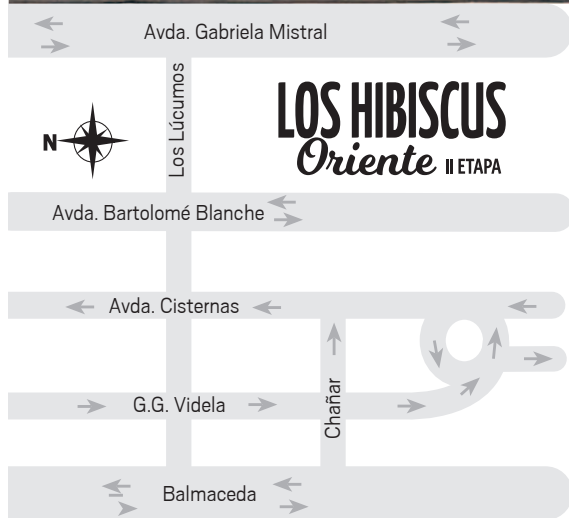 Avda. Gabriela Mistral
Los Lúcumos
LOS HIBISCUS
Oriente II ETAPA
N
Avda. Bartolomé Blanche
Avda. Cisternas
G.G. Videla
Chañar
Balmaceda